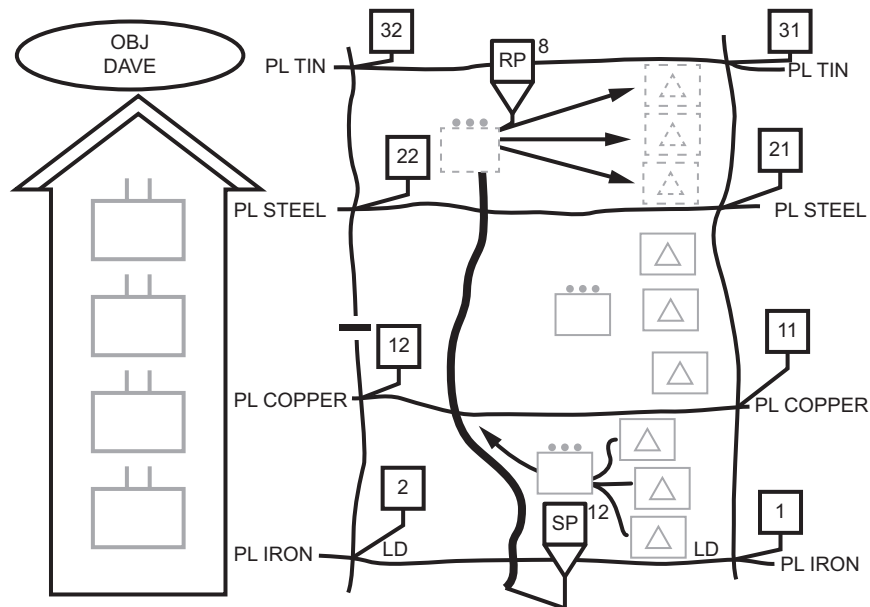 OBJ
DAVE
32
31
PL TIN
RP
8
PL TIN
22
21
PL STEEL
PL STEEL
12
11
PL COPPER
PL COPPER
2
SP
12
1
PL IRON
LD
LD
PL IRON